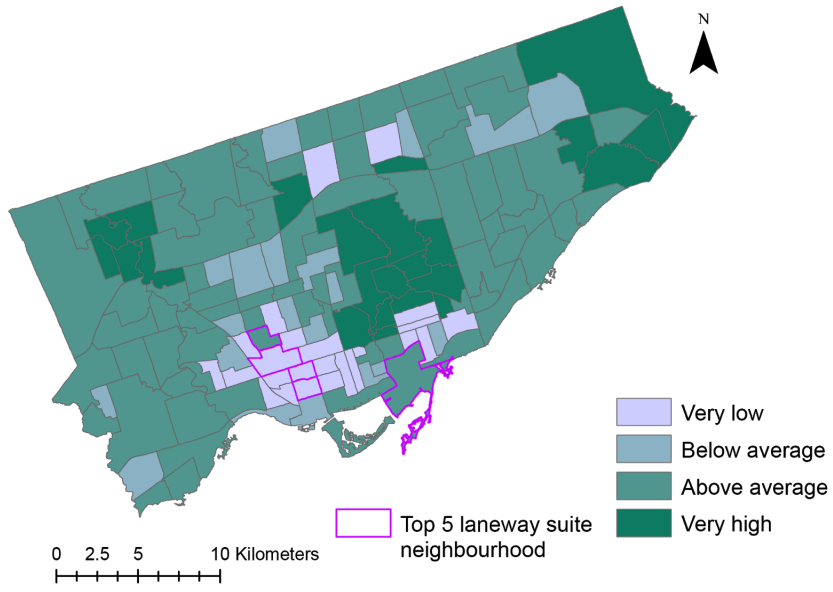 N
Very low
Below average
Above average
Very high
Top 5 laneway suite
neighbourhood
0 2.5 5 10 Kilometers